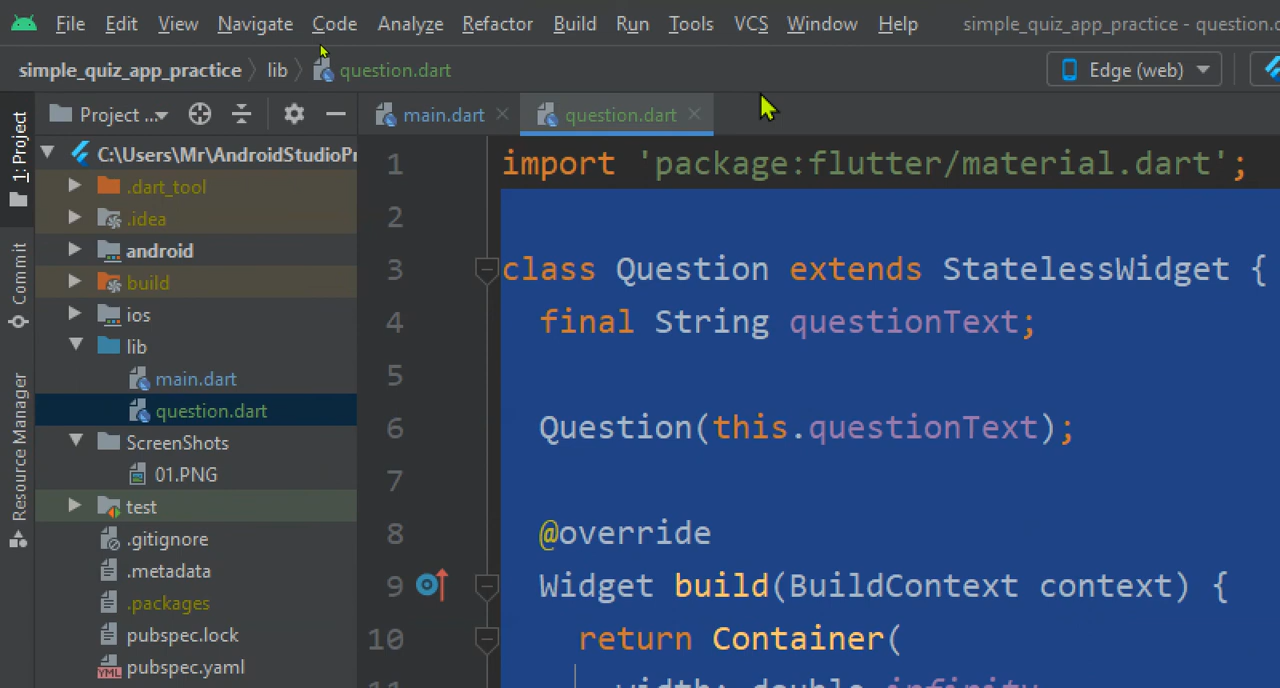 File Edit View Navigate Code Analyze Refactor Build Run Tools VCS Window Help simple_quiz_app_practice - question.
simple_quiz_app_practice lib question.dart Edge (web)
Project ... main.dart question.dart
1: Project
Commit
Resource Manager
C:\Users\Mr\AndroidStudioPr
.dart_tool
.idea
android
build
ios
lib
main.dart
question.dart
ScreenShots
01.PNG
test
.gitignore
.metadata
.packages
pubspec.lock
pubspec.yaml
1 import 'package:flutter/material.dart';
2
3 class Question extends StatelessWidget {
4 final String questionText;
5
6 Question(this.questionText);
7
8 @override
9 Widget build(BuildContext context) {
10 return Container(
11 width: double.infinity